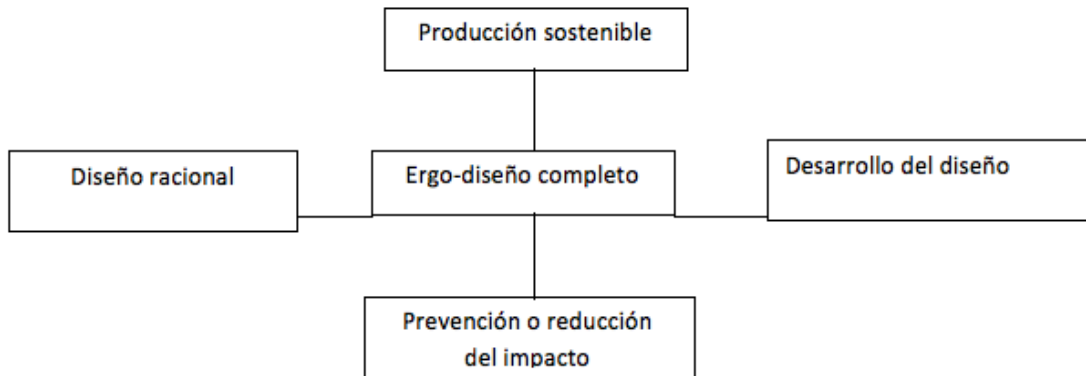 Producción sostenible
Diseño racional
Ergo-diseño completo
Desarrollo del diseño
Prevención o reducción
del impacto